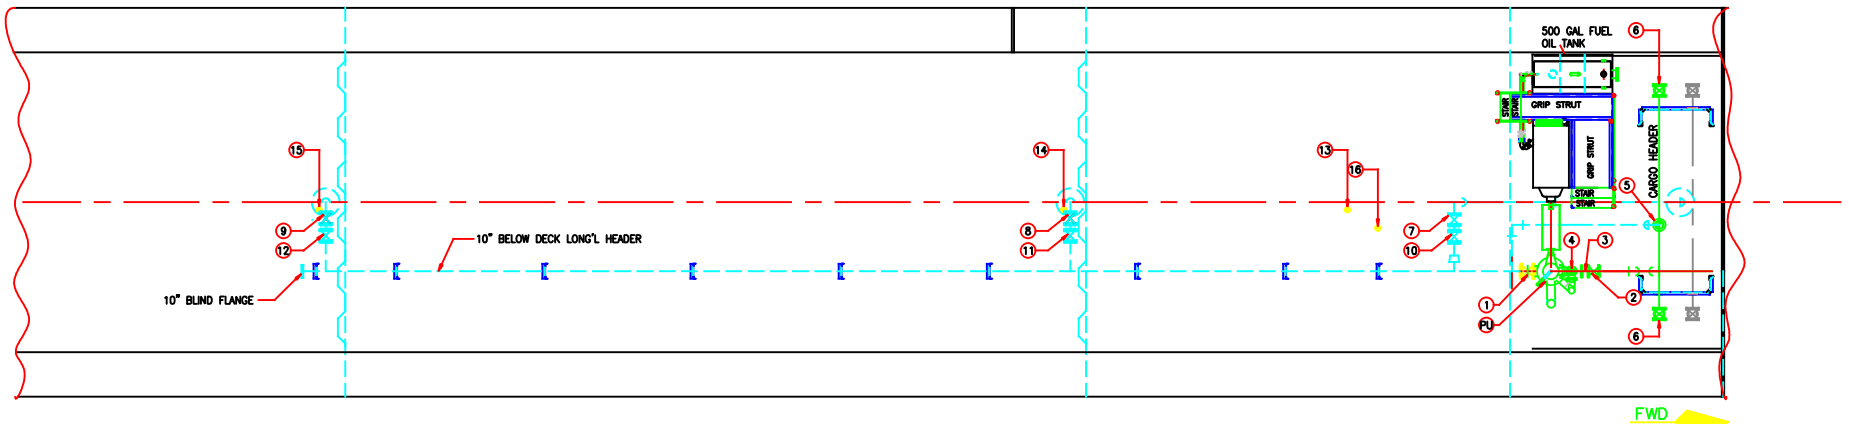 500 GAL FUEL
OIL TANK
6
STAIR
STAIR
GRIP STRUT
GRIP STRUT
CARGO HEADER
15
14
13
16
5
STAIR
STAIR
9
8
7
12
11
10
10" BELOW DECK LONG'L HEADER
4
3
10" BLIND FLANGE
1
2
PU
6
FWD